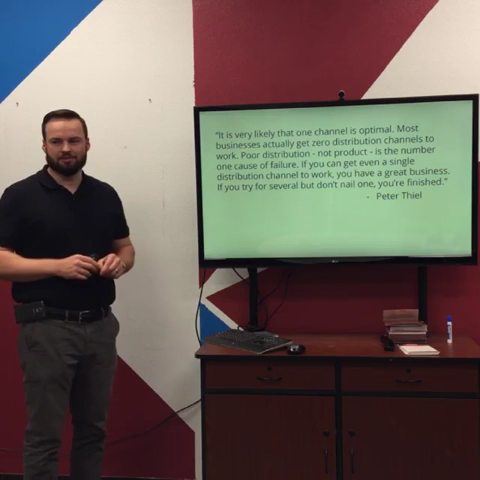 “It is very likely that one channel is optimal. Most
businesses actually get zero distribution channels to
work. Poor distribution - not product - is the number
one cause of failure. If you can get even a single
distribution channel to work, you have a great business.
If you try for several but don’t nail one, you’re finished.”
- Peter Thiel